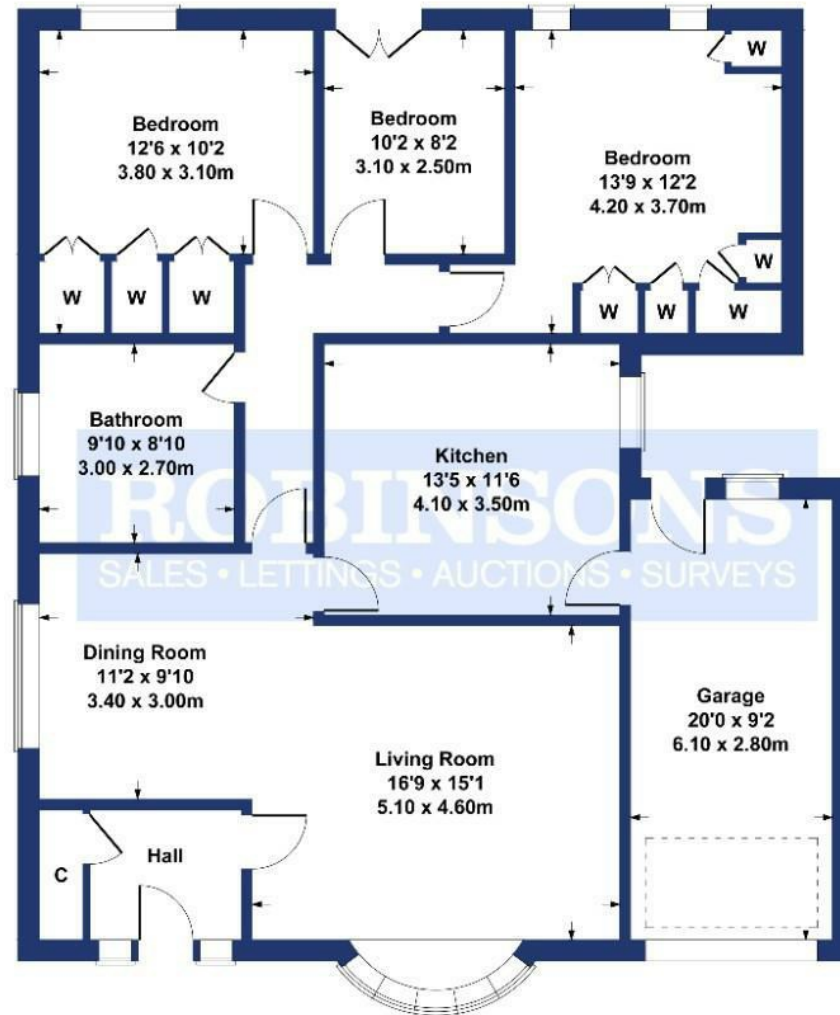 Bedroom
12'6 x 10'2
3.80 x 3.10m
Bedroom
10'2 x 8'2
3.10 x 2.50m
Bedroom
13'9 x 12'2
4.20 x 3.70m
W
W
W
W
W
W
W
W
Bathroom
9'10 x 8'10
3.00 x 2.70m
Kitchen
13'5 x 11'6
4.10 x 3.50m
ROBINSONS
SALES • LETTINGS • AUCTIONS • SURVEYS
Dining Room
11'2 x 9'10
3.40 x 3.00m
Living Room
16'9 x 15'1
5.10 x 4.60m
Garage
20'0 x 9'2
6.10 x 2.80m
Hall
C